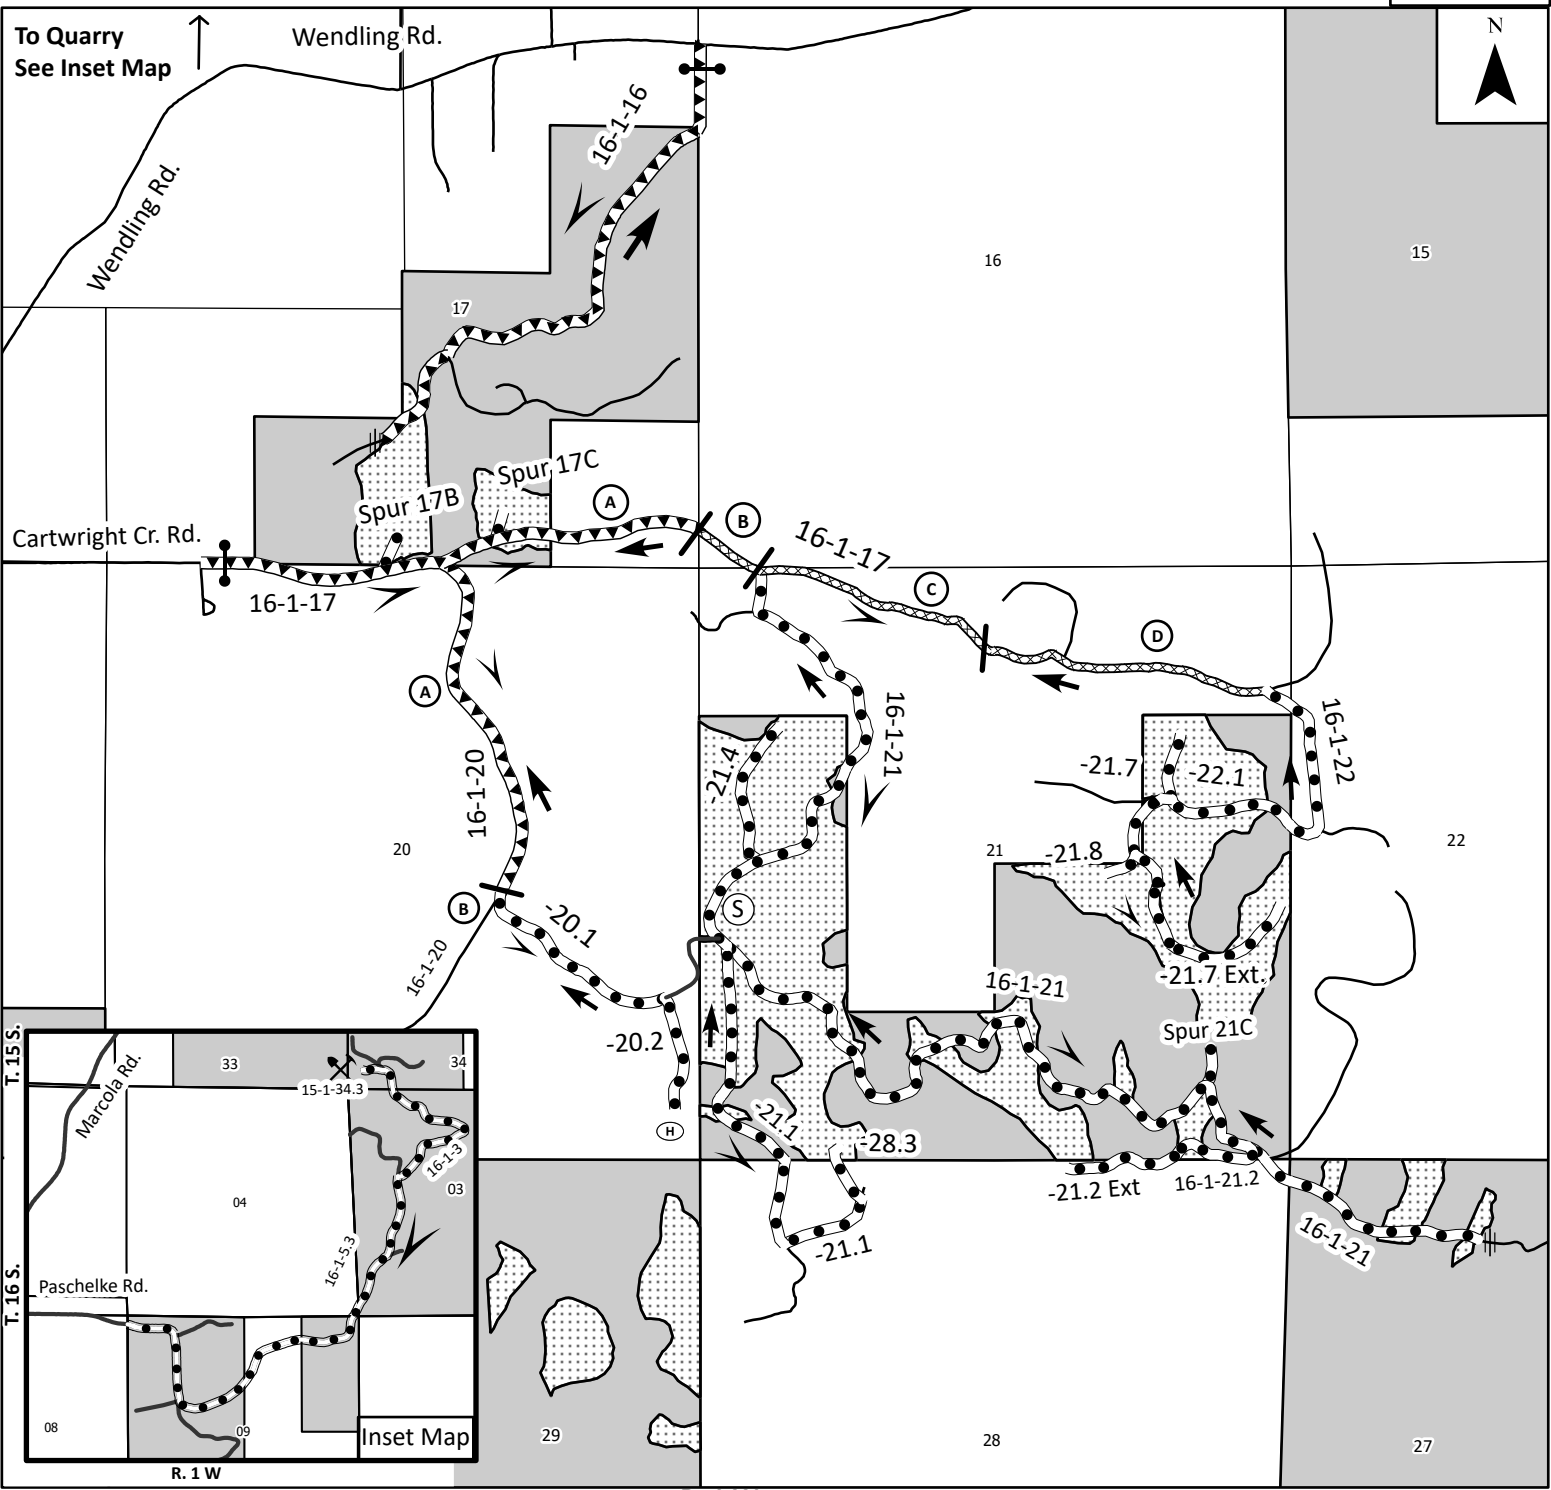 To Quarry
See Inset Map
Wendling Rd.
N
16-1-16
Wendling Rd.
16
15
17
Spur 17C
Spur 17B
A
B
Cartwright Cr. Rd.
16-1-17
16-1-17
C
D
A
16-1-21
16-1-22
-21.4
-21.7
-22.1
16-1-20
20
21
-21.8
22
B
-20.1
S
16-1-20
-21.7 Ext.
16-1-21
Spur 21C
-20.2
T. 15 S.
33
34
15-1-34.3
Marcola Rd.
-21.1
H
-28.3
16-1-3
03
-21.2 Ext
16-1-21.2
04
16-1-21
-21.1
16-1-5.3
T. 16 S.
Paschelke Rd.
08
09
Inset Map
29
28
27
R. 1 W